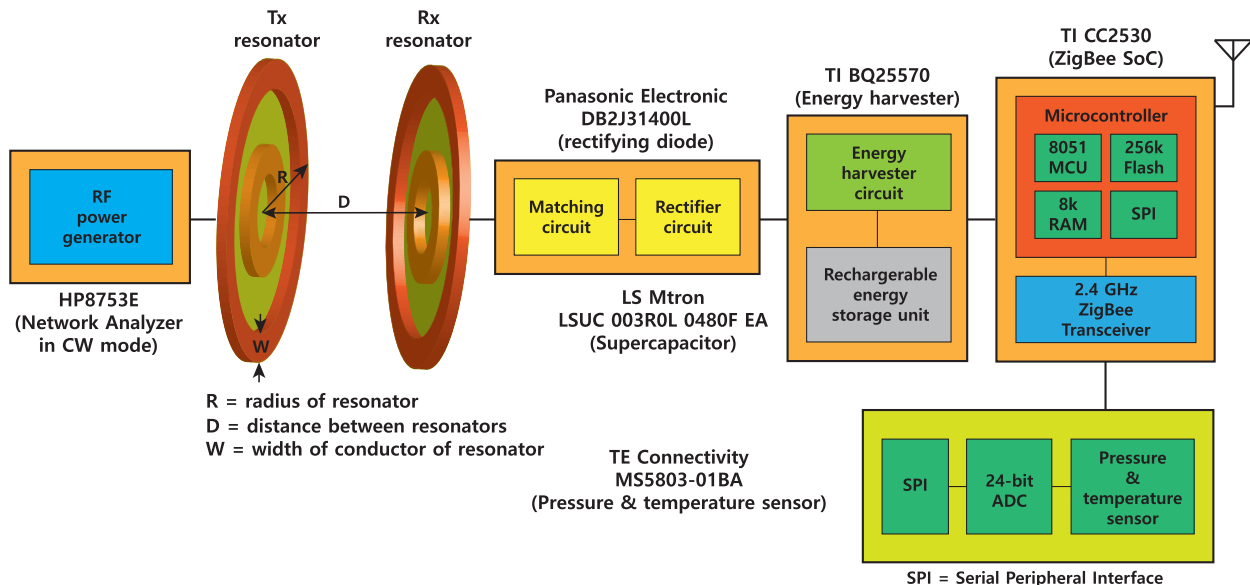 Tx
resonator
Rx
resonator
TI CC2530
(ZigBee SoC)
TI BQ25570
(Energy harvester)
Panasonic Electronic
DB2J31400L
(rectifying diode)
Microcontroller
8051
MCU
256k
Flash
8k
RAM
SPI
Energy
harvester
circuit
R
D
RF
power
generator
Matching
circuit
Rectifier
circuit
Rechargerable
energy
storage unit
2.4 GHz
ZigBee
Transceiver
HP8753E
(Network Analyzer
in CW mode)
LS Mtron
LSUC 003R0L 0480F EA
(Supercapacitor)
W
R = radius of resonator
D = distance between resonators
W = width of conductor of resonator
TE Connectivity
MS5803-01BA
(Pressure & temperature sensor)
SPI
24-bit
ADC
Pressure
&
temperature
sensor
SPI = Serial Peripheral Interface